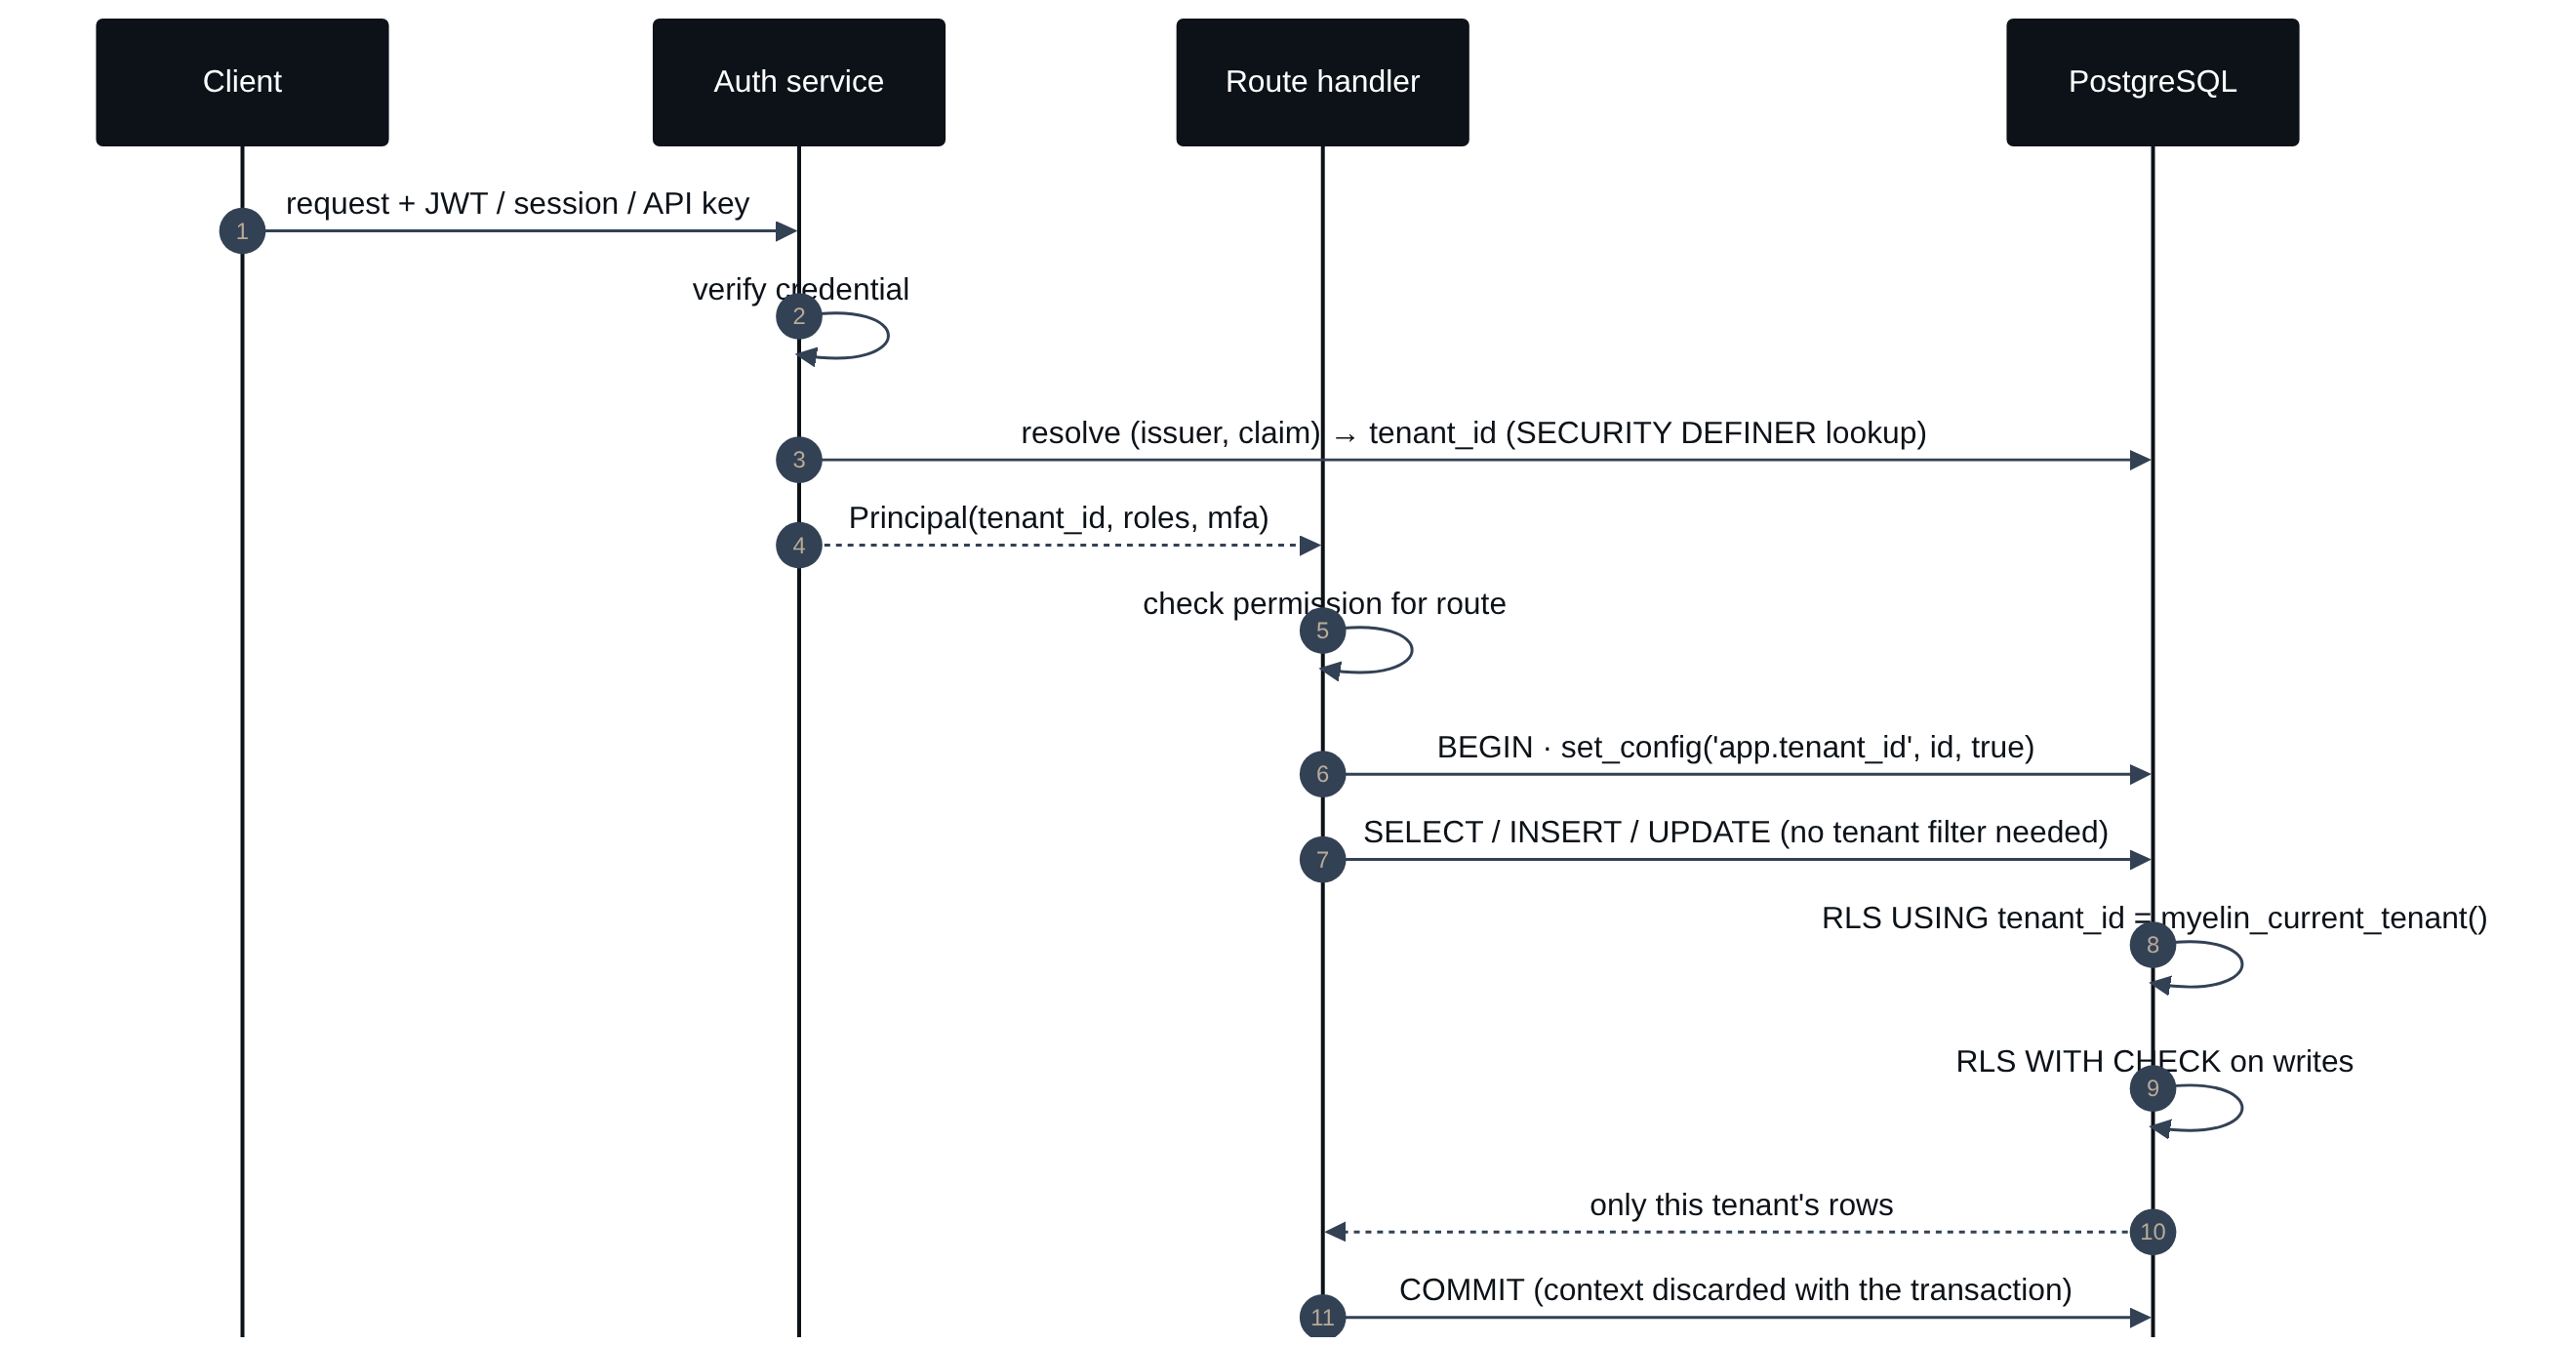 Client
Auth service
Route handler
PostgreSQL
request + JWT / session / API key
1
verify credential
2
resolve (issuer, claim) → tenant_id (SECURITY DEFINER lookup)
3
Principal(tenant_id, roles, mfa)
4
check permission for route
5
BEGIN · set_config('app.tenant_id', id, true)
6
SELECT / INSERT / UPDATE (no tenant filter needed)
7
RLS USING tenant_id = myelin_current_tenant()
8
RLS WITH CHECK on writes
9
only this tenant's rows
10
COMMIT (context discarded with the transaction)
11